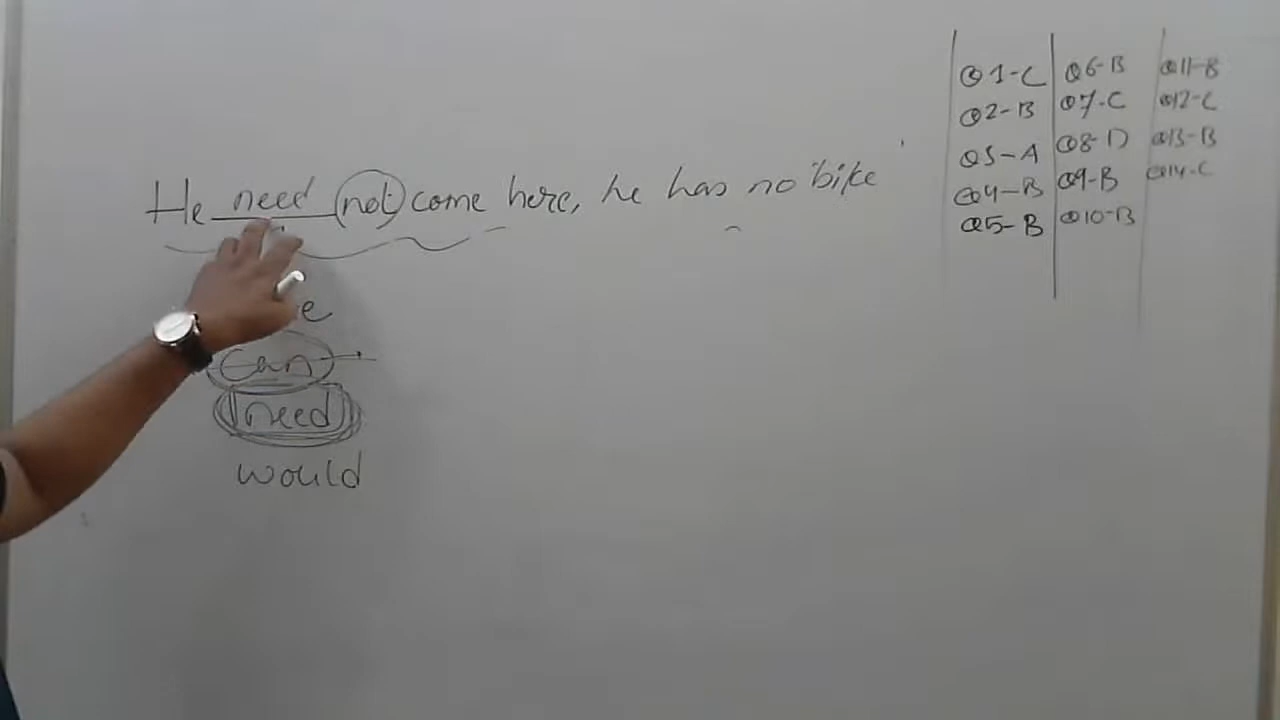 He need not come here, he has no bike
e
can
need
would
Q1-C
Q2-B
Q3-A
Q4-B
Q5-B
Q6-B
Q7-C
Q8-D
Q9-B
Q10-B
Q11-B
Q12-C
Q13-B
Q14-C